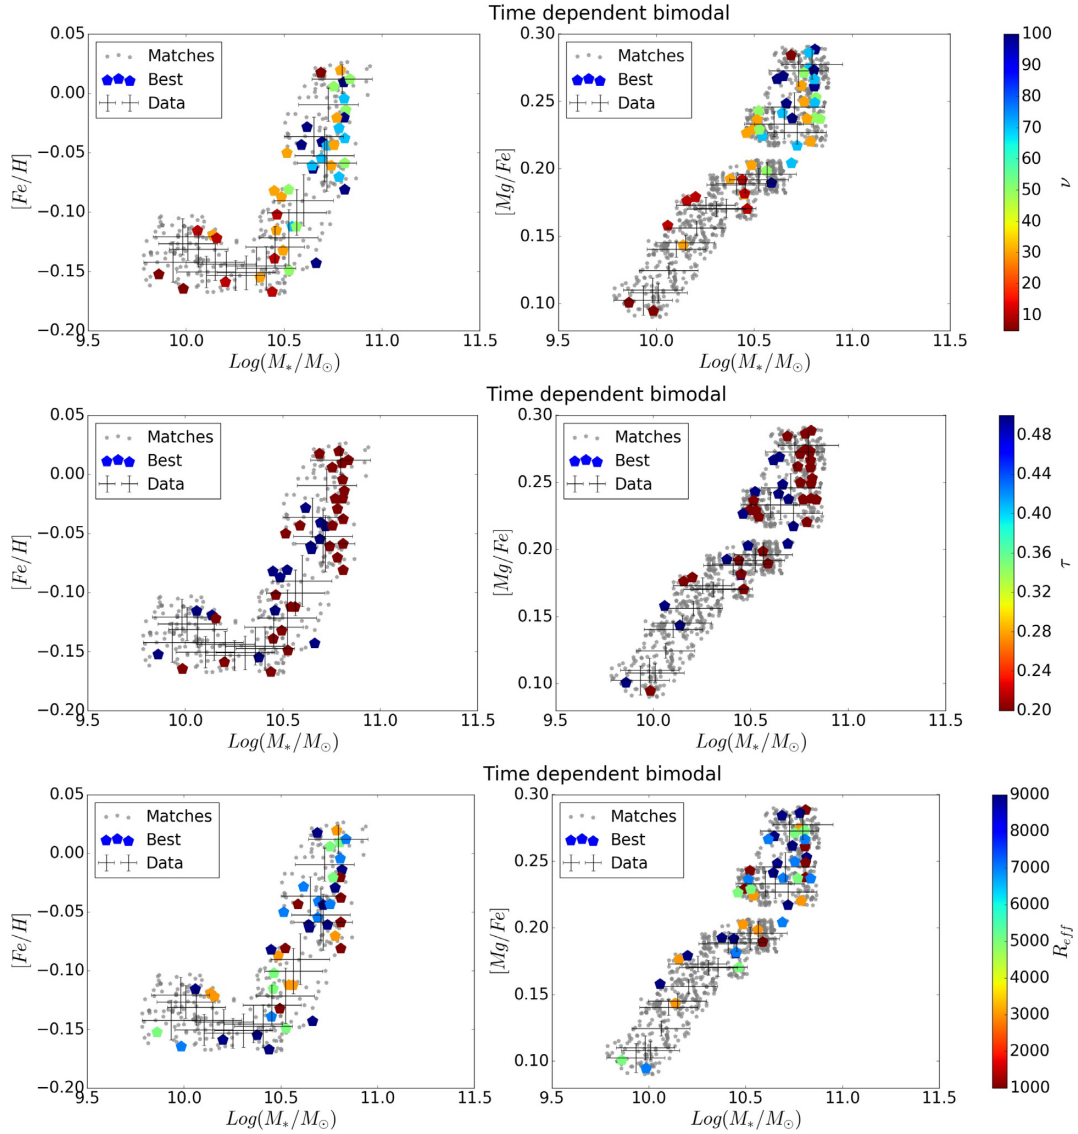 Time dependent bimodal
0.05
0.00
−0.05
−0.10
−0.15
−0.20
[Fe/H]
Matches
Best
Data
9.5 10.0 10.5 11.0 11.5
Log(M*/M⊙)
0.30
0.25
0.20
0.15
0.10
[Mg/Fe]
Matches
Best
Data
9.5 10.0 10.5 11.0 11.5
Log(M*/M⊙)
100
90
80
70
60
50
40
30
20
10
ν
Time dependent bimodal
0.05
0.00
−0.05
−0.10
−0.15
−0.20
[Fe/H]
Matches
Best
Data
9.5 10.0 10.5 11.0 11.5
Log(M*/M⊙)
0.30
0.25
0.20
0.15
0.10
[Mg/Fe]
Matches
Best
Data
9.5 10.0 10.5 11.0 11.5
Log(M*/M⊙)
0.48
0.44
0.40
0.36
0.32
0.28
0.24
0.20
τ
Time dependent bimodal
0.05
0.00
−0.05
−0.10
−0.15
−0.20
[Fe/H]
Matches
Best
Data
9.5 10.0 10.5 11.0 11.5
Log(M*/M⊙)
0.30
0.25
0.20
0.15
0.10
[Mg/Fe]
Matches
Best
Data
9.5 10.0 10.5 11.0 11.5
Log(M*/M⊙)
9000
8000
7000
6000
5000
4000
3000
2000
1000
R_eff